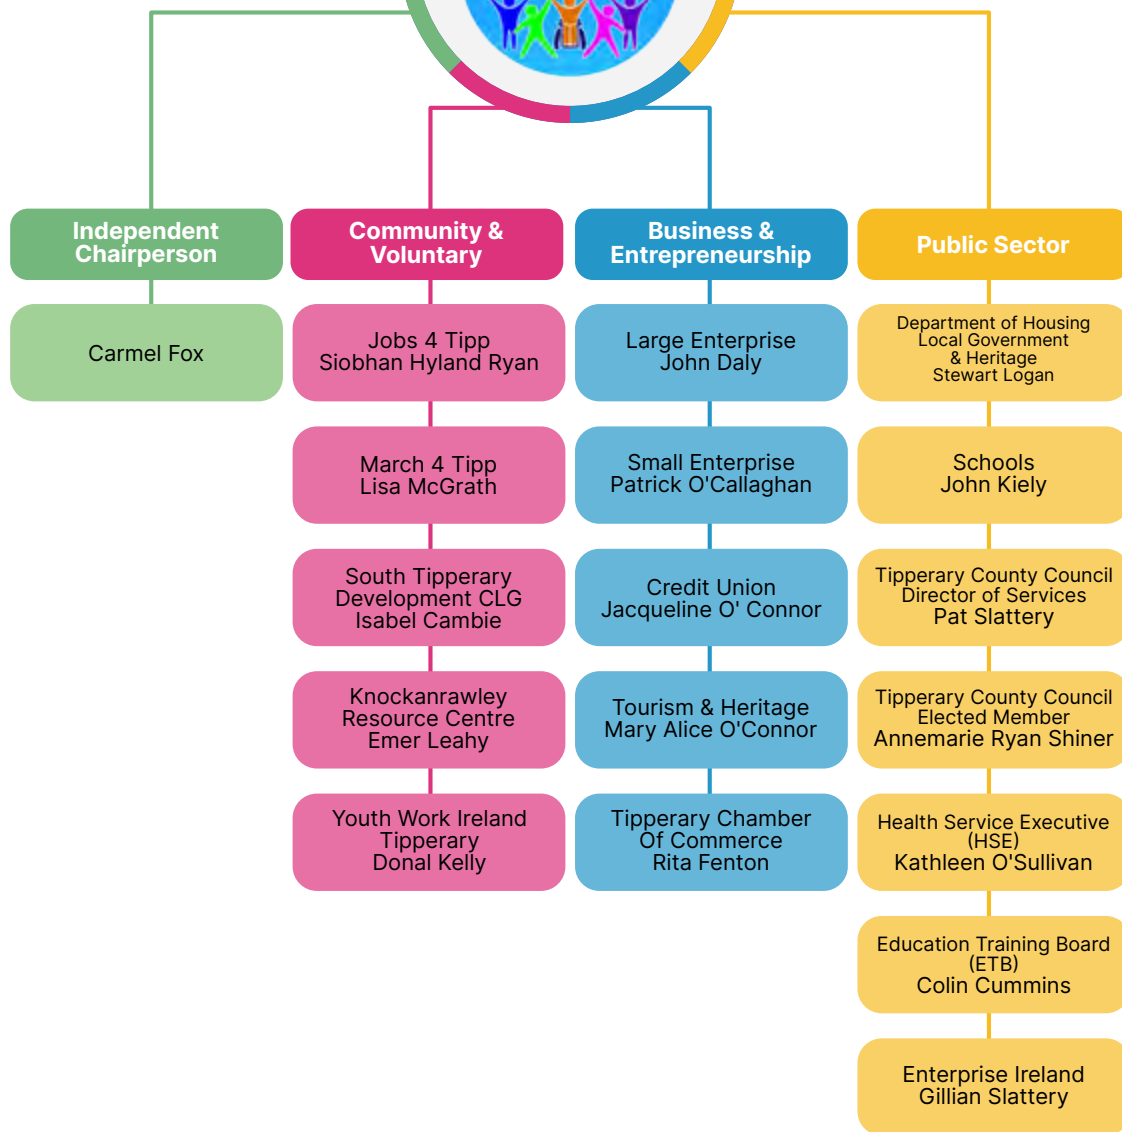 Independent
Chairperson
Carmel Fox
Community &
Voluntary
Jobs 4 Tipp
Siobhan Hyland Ryan
March 4 Tipp
Lisa McGrath
South Tipperary
Development CLG
Isabel Cambie
Knockanrawley
Resource Centre
Emer Leahy
Youth Work Ireland
Tipperary
Donal Kelly
Business &
Entrepreneurship
Large Enterprise
John Daly
Small Enterprise
Patrick O'Callaghan
Credit Union
Jacqueline O' Connor
Tourism & Heritage
Mary Alice O'Connor
Tipperary Chamber
Of Commerce
Rita Fenton
Public Sector
Department of Housing
Local Government
& Heritage
Stewart Logan
Schools
John Kiely
Tipperary County Council
Director of Services
Pat Slattery
Tipperary County Council
Elected Member
Annemarie Ryan Shiner
Health Service Executive
(HSE)
Kathleen O'Sullivan
Education Training Board
(ETB)
Colin Cummins
Enterprise Ireland
Gillian Slattery